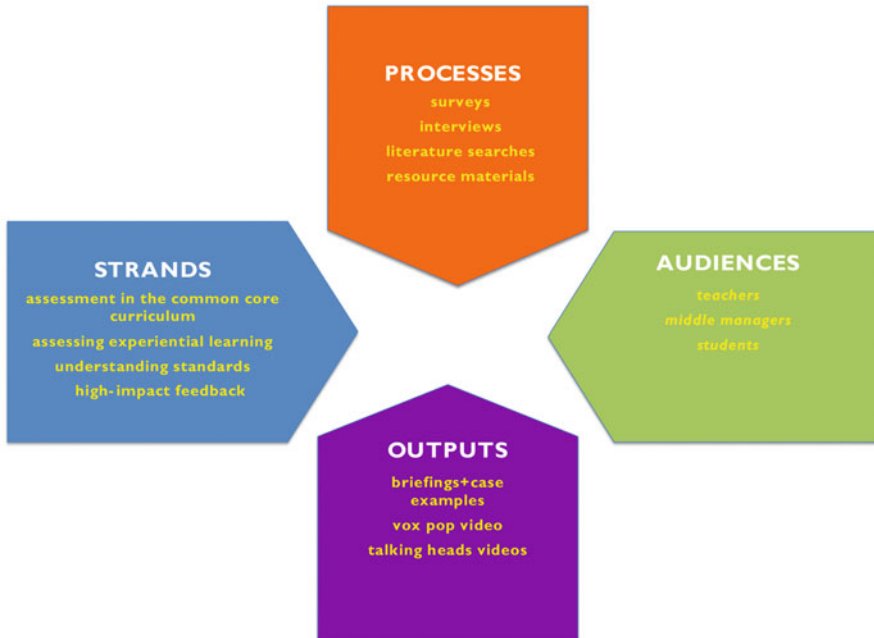 PROCESSES
surveys
interviews
literature searches
resource materials
STRANDS
assessment in the common core
curriculum
assessing experiential learning
understanding standards
high-impact feedback
AUDIENCES
teachers
middle managers
students
OUTPUTS
briefings+case
examples
vox pop video
talking heads videos